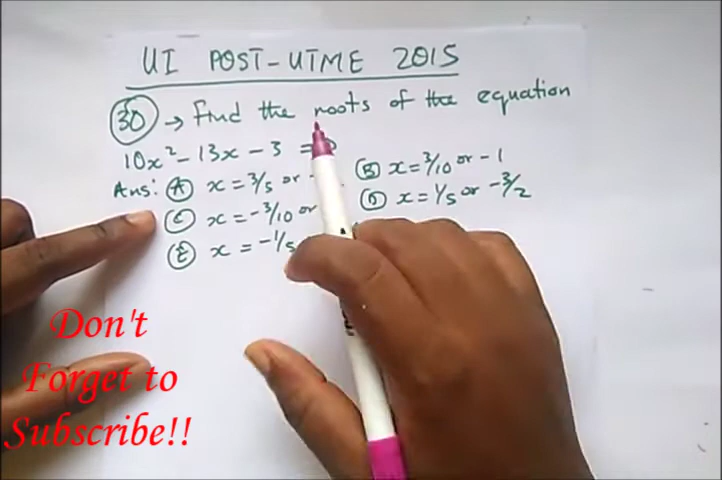 UI POST-UTME 2015
30 → Find the roots of the equation
10x² - 13x - 3 =
Ans: A x = 3/5 or - B x = 3/10 or - 1
C x = -3/10 or D x = 1/5 or -3/2
E x = -1/5
Don't
Forget to
Subscribe!!